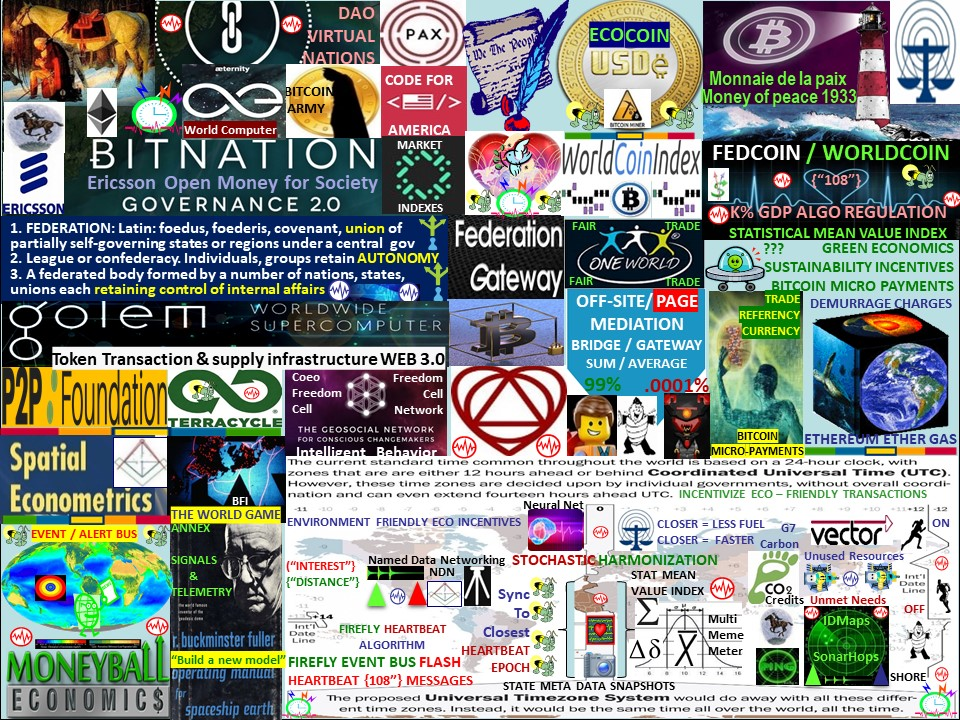 DAO
VIRTUAL
NATIONS
PAX
We The People
ECOCOIN
USDe
Monnaie de la paix
Money of peace 1933
æternity
World Computer
BITCOIN
ARMY
CODE FOR
AMERICA
BITCOIN MINER
BITNATION
Ericsson Open Money for Society
GOVERNANCE 2.0
ERICSSON
MARKET
INDEXES
WorldCoinIndex
FEDCOIN / WORLDCOIN
{"108"}
K% GDP ALGO REGULATION
STATISTICAL MEAN VALUE INDEX
1. FEDERATION: Latin: foedus, foederis, covenant, union of
partially self-governing states or regions under a central gov
2. League or confederacy. Individuals, groups retain AUTONOMY
3. A federated body formed by a number of nations, states,
unions each retaining control of internal affairs
Federation
Gateway
FAIR TRADE
ONE WORLD
FAIR TRADE
???
GREEN ECONOMICS
SUSTAINABILITY INCENTIVES
BITCOIN MICRO PAYMENTS
golem WORLDWIDE
SUPERCOMPUTER
Token Transaction & supply infrastructure WEB 3.0
OFF-SITE/ PAGE
MEDIATION
BRIDGE / GATEWAY
SUM / AVERAGE
99% .0001%
TRADE
REFERENCY
CURRENCY
DEMURRAGE CHARGES
BITCOIN
MICRO-PAYMENTS
ETHEREUM ETHER GAS
P2P Foundation
TERRACYCLE
Coeo
Freedom
Cell
Freedom
Cell
Network
THE GEOSOCIAL NETWORK
FOR CONSCIOUS CHANGEMAKERS
Intelligent Behavior
Spatial
Econometrics
BFI
THE WORLD GAME
The current standard time common throughout the world is based on a 24-hour clock, with
zones that are are either 12 hours ahead or behind Coordinated Universal Time (UTC).
However, these time zones are decided upon by individual governments, without overall coordi-
nation and can even extend fourteen hours ahead UTC. INCENTIVIZE ECO – FRIENDLY TRANSACTIONS
EVENT / ALERT BUS
ANNEX
SIGNALS
&
TELEMETRY
r. buckminster fuller
"Build a new model"
operating manual
for
spaceship earth
MONEYBALL
ECONOMIC$
Neural Net
ENVIRONMENT FRIENDLY ECO INCENTIVES
CLOSER = LESS FUEL
CLOSER = FASTER
G7
Carbon
vector
ON
("INTEREST")
{"DISTANCE"}
Named Data Networking
NDN
STOCHASTIC HARMONIZATION
STAT MEAN
VALUE INDEX
CO2
Credits
Unused Resources
Unmet Needs
Int'l
Date
Line
OFF
Int'l
Date
Line
+14
Sync
To
Closest
HEARTBEAT
EPOCH
Σ
Δδ
X
Multi
Meme
Meter
FIREFLY HEARTBEAT
ALGORITHM
FIREFLY EVENT BUS FLASH
HEARTBEAT {108"} MESSAGES
STATE META DATA SNAPSHOTS
PING
IDMaps
SonarHops
SHORE
The proposed Universal Timezone System would do away with all these differ-
ent time zones. Instead, it would be the same time all over the world, all the time.